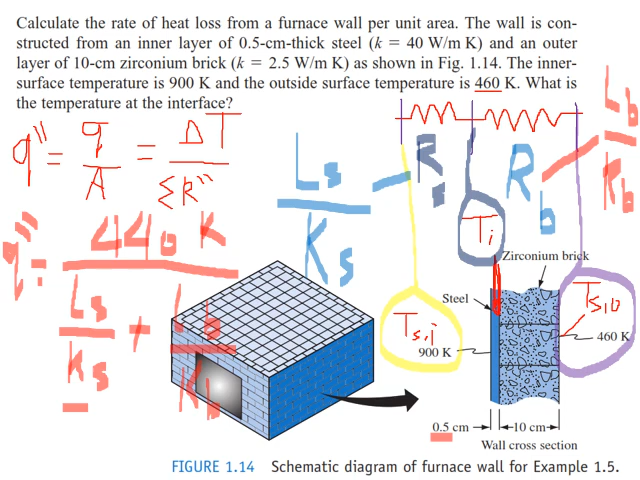 Calculate the rate of heat loss from a furnace wall per unit area. The wall is con-
structed from an inner layer of 0.5-cm-thick steel (k = 40 W/m K) and an outer
layer of 10-cm zirconium brick (k = 2.5 W/m K) as shown in Fig. 1.14. The inner-
surface temperature is 900 K and the outside surface temperature is 460 K. What is
the temperature at the interface?
q" = q/A = ΔT/ΣR"
Ls/Ks
Rs
Rb
Lb/Kb
Ti
q" = 440 K / (Ls/Ks + Lb/Kb)
Zirconium brick
Steel
Ts,i
Ts,o
900 K
460 K
0.5 cm
10 cm
Wall cross section
FIGURE 1.14 Schematic diagram of furnace wall for Example 1.5.